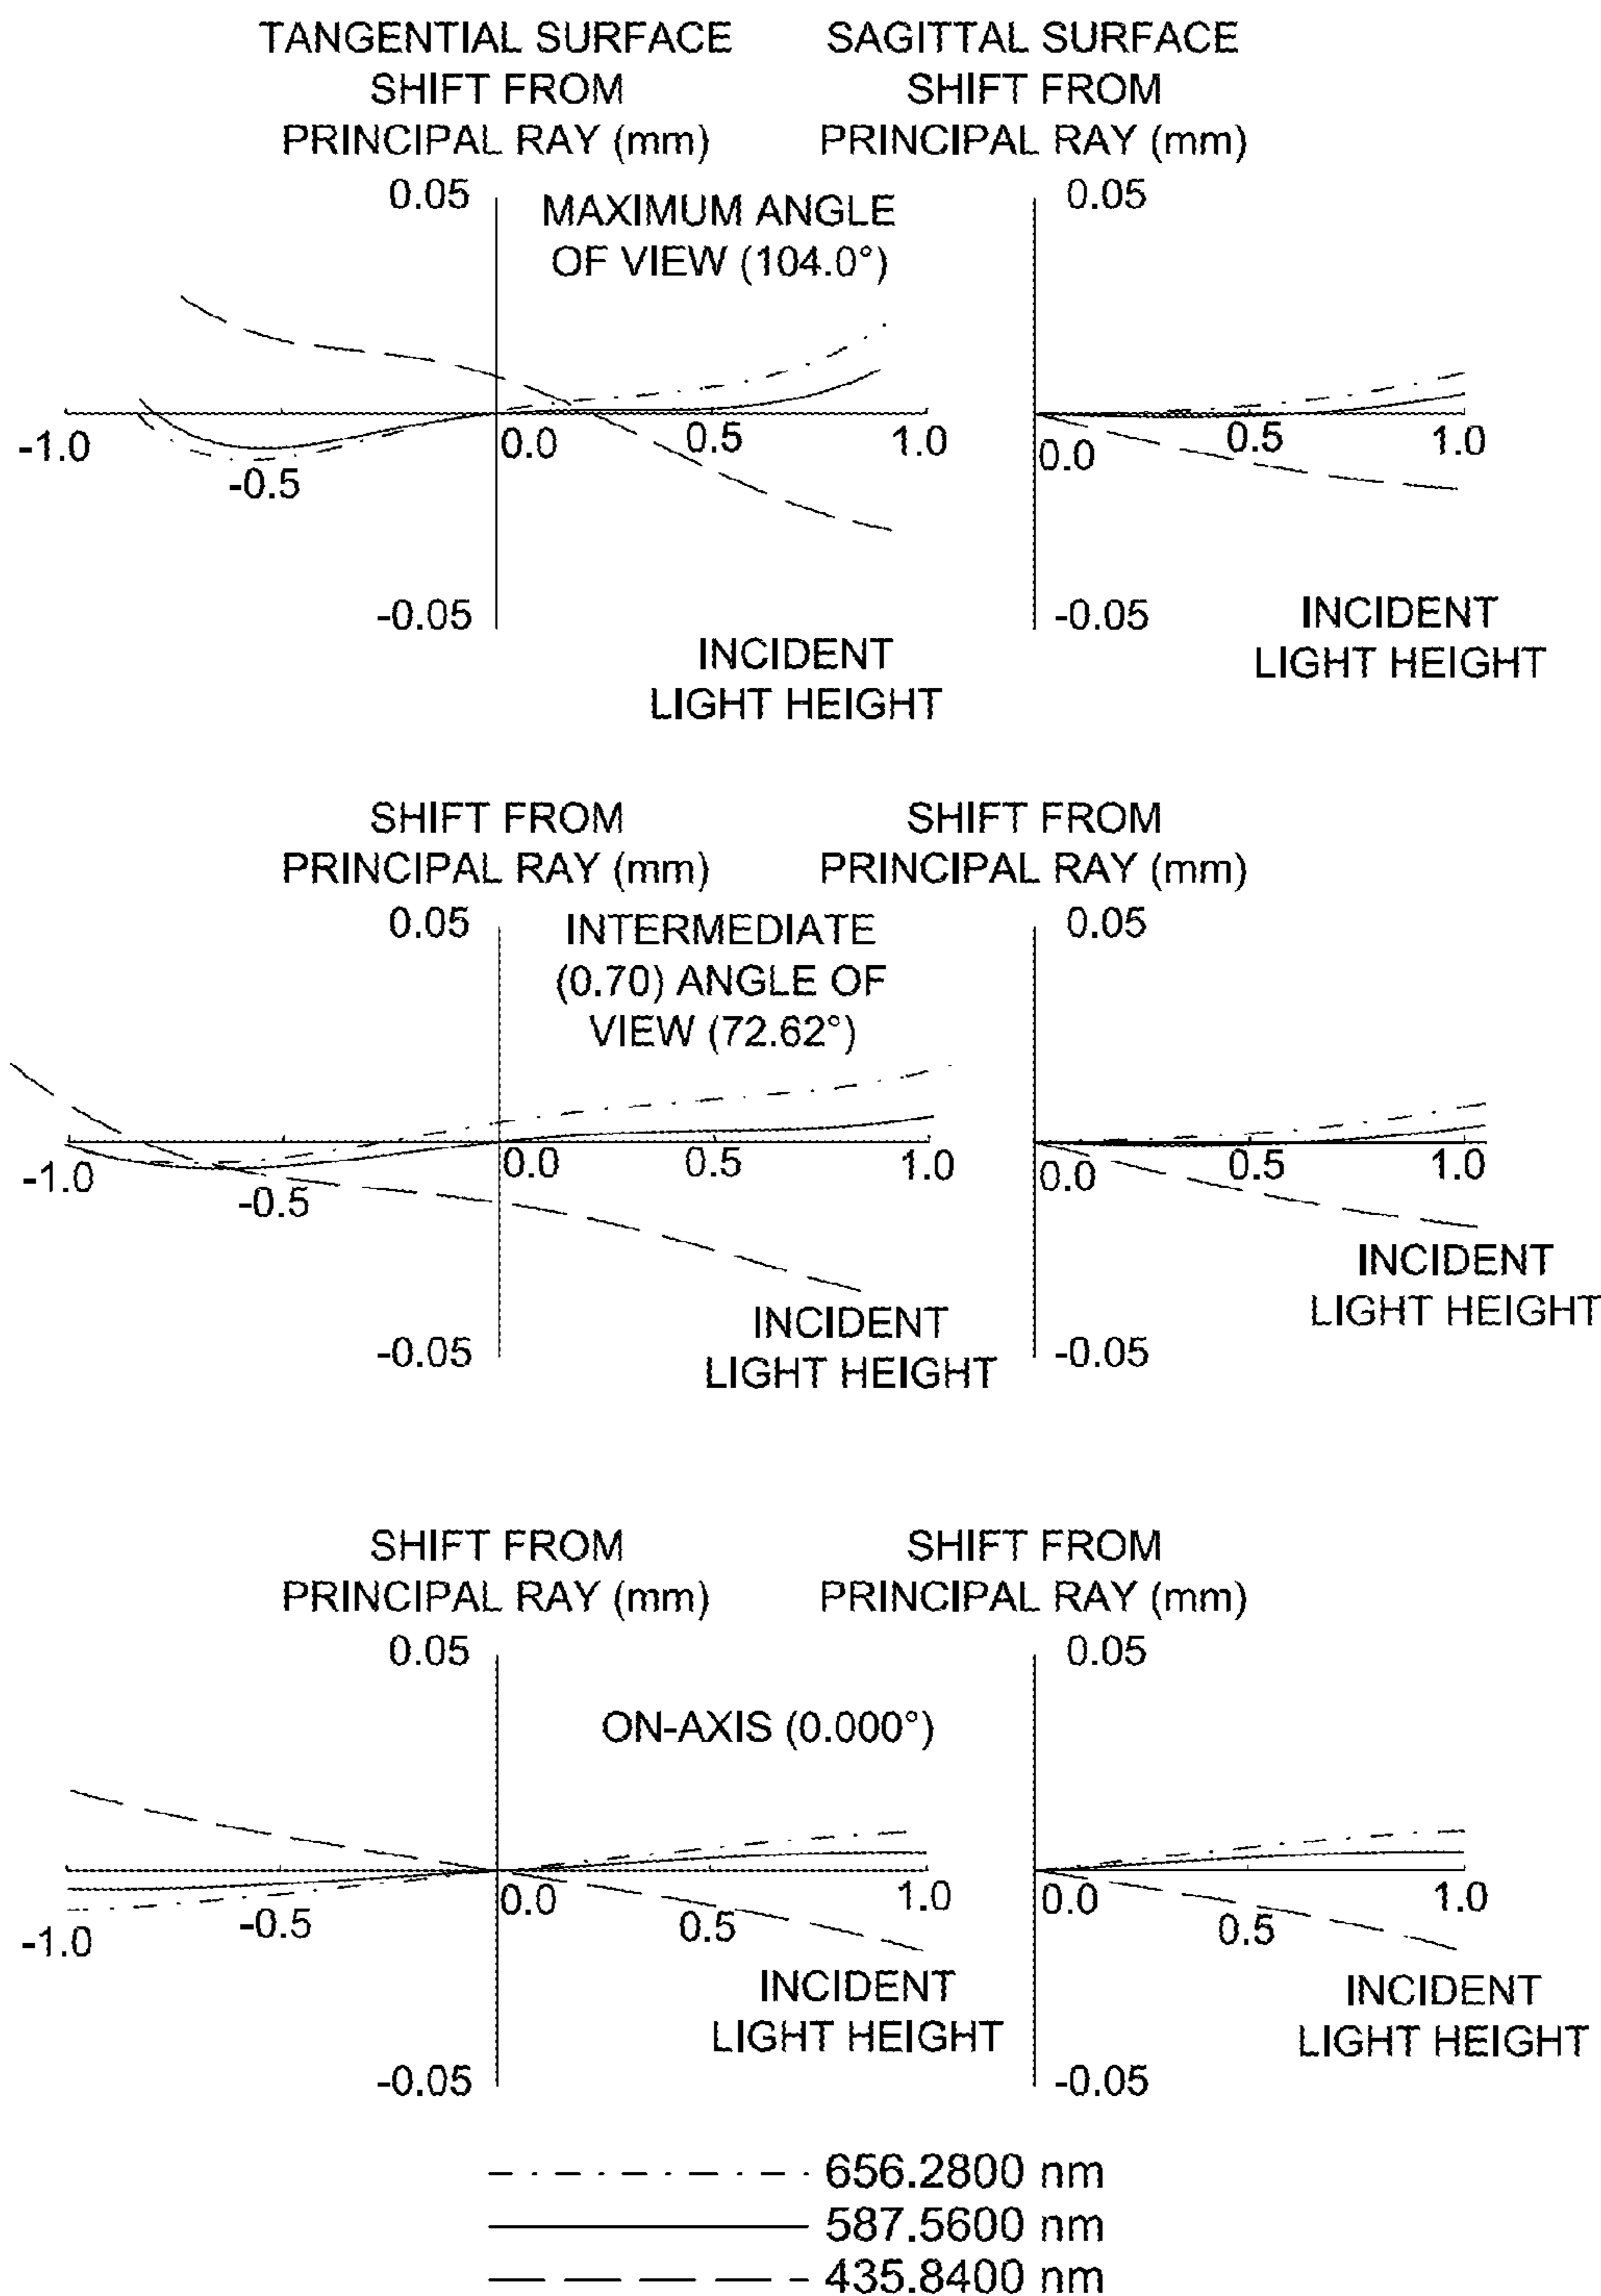 TANGENTIAL SURFACE
SHIFT FROM
PRINCIPAL RAY (mm)
SAGITTAL SURFACE
SHIFT FROM
PRINCIPAL RAY (mm)
0.05
MAXIMUM ANGLE
OF VIEW (104.0°)
-1.0
-0.5
0.0
0.5
1.0
-0.05
INCIDENT
LIGHT HEIGHT
0.05
0.0
0.5
1.0
-0.05
INCIDENT
LIGHT HEIGHT
SHIFT FROM
PRINCIPAL RAY (mm)
SHIFT FROM
PRINCIPAL RAY (mm)
0.05
INTERMEDIATE
(0.70) ANGLE OF
VIEW (72.62°)
-1.0
-0.5
0.0
0.5
1.0
-0.05
INCIDENT
LIGHT HEIGHT
0.05
0.0
0.5
1.0
-0.05
INCIDENT
LIGHT HEIGHT
SHIFT FROM
PRINCIPAL RAY (mm)
SHIFT FROM
PRINCIPAL RAY (mm)
0.05
ON-AXIS (0.000°)
-1.0
-0.5
0.0
0.5
1.0
-0.05
INCIDENT
LIGHT HEIGHT
0.05
0.0
0.5
1.0
-0.05
INCIDENT
LIGHT HEIGHT
656.2800 nm
587.5600 nm
435.8400 nm